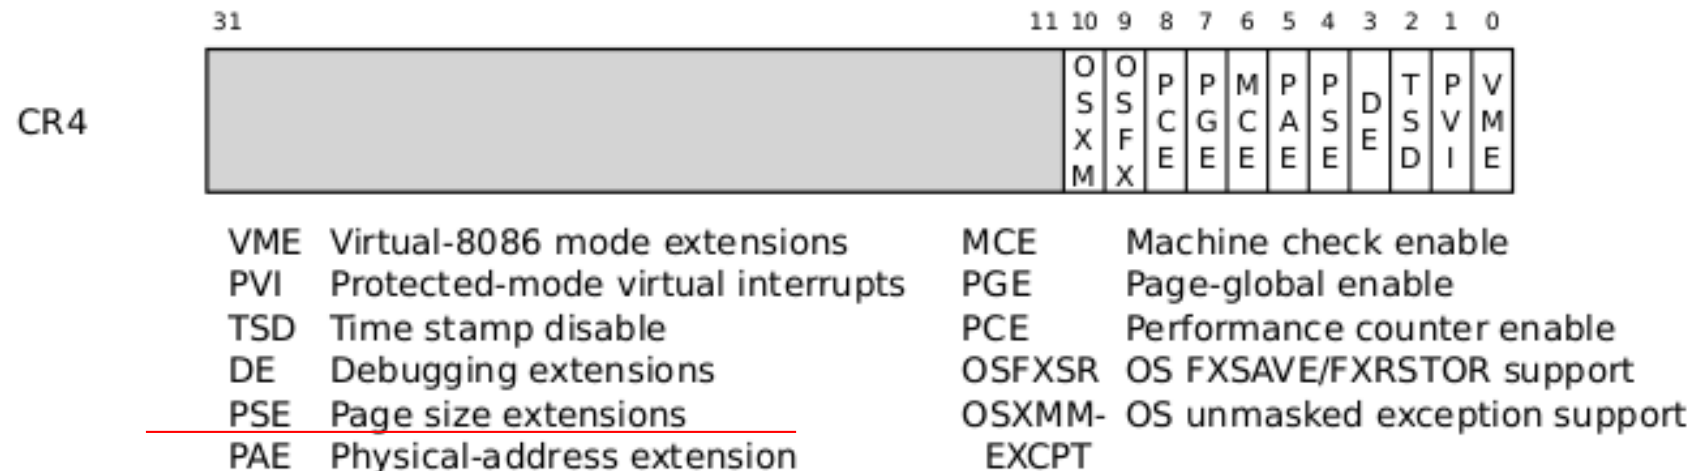 31 11 10 9 8 7 6 5 4 3 2 1 0
CR4 OSXM OSFX PCE PGE MCE PAE PSE DE TSD PVI VME
VME Virtual-8086 mode extensions MCE Machine check enable
PVI Protected-mode virtual interrupts PGE Page-global enable
TSD Time stamp disable PCE Performance counter enable
DE Debugging extensions OSFXSR OS FXSAVE/FXRSTOR support
PSE Page size extensions OSXMM- OS unmasked exception support
PAE Physical-address extension EXCPT